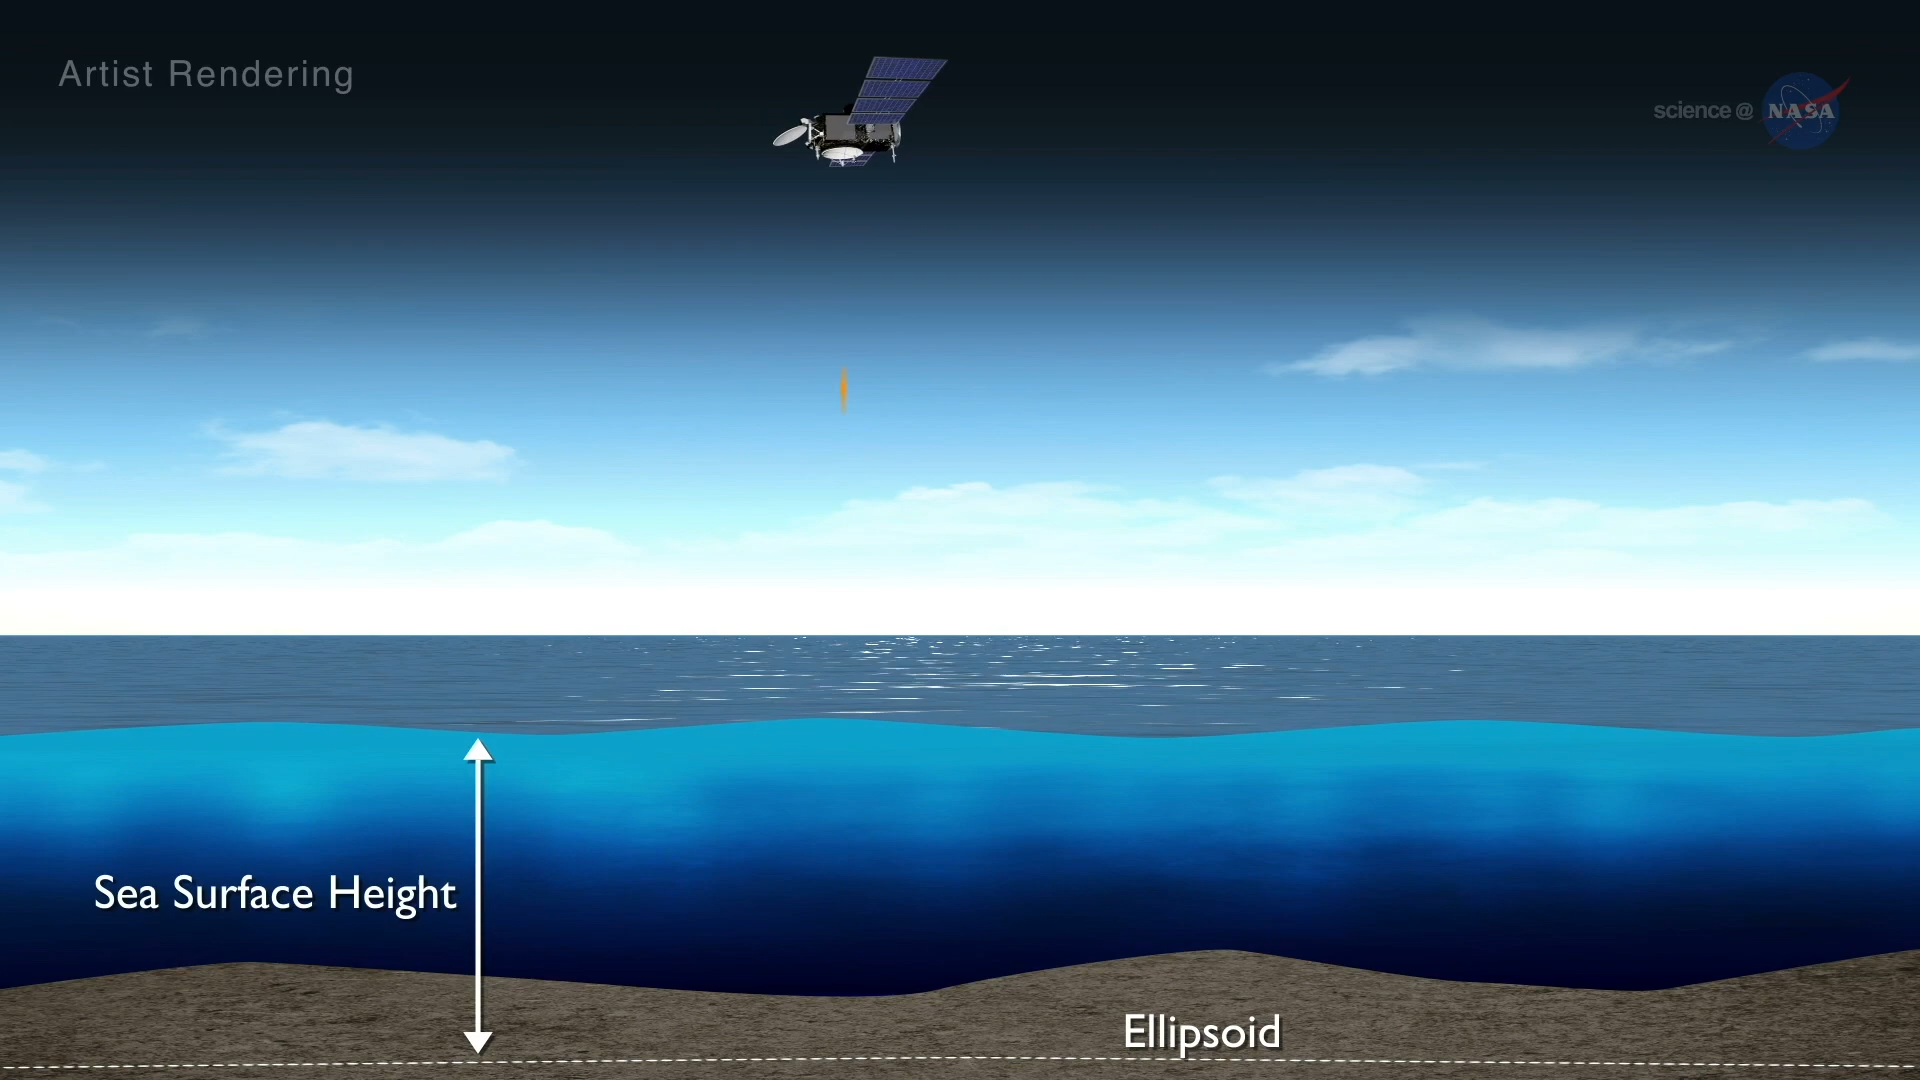 Artist Rendering
science @ NASA
Sea Surface Height
Ellipsoid